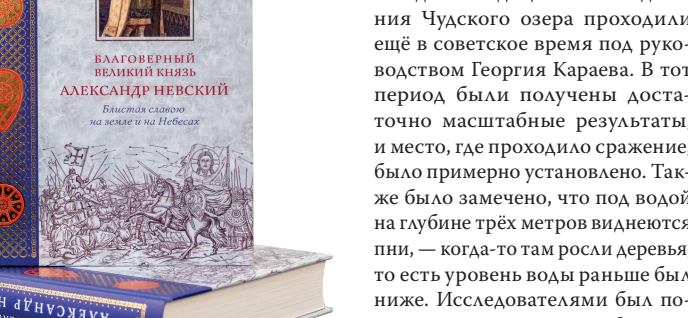 БЛАГОВЕРНЫЙ
ВЕЛИКИЙ КНЯЗЬ
АЛЕКСАНДР НЕВСКИЙ
Блистая славою
на земле и на Небесах
АЛЕКСАНДР Н
ния Чудского озера проходили
ещё в советское время под руко-
водством Георгия Караева. В тот
период были получены доста-
точно масштабные результаты,
и место, где проходило сражение,
было примерно установлено. Так-
же было замечено, что под водой
на глубине трёх метров виднеются
пни, — когда-то там росли деревья,
то есть уровень воды раньше был
ниже. Исследователями был по-